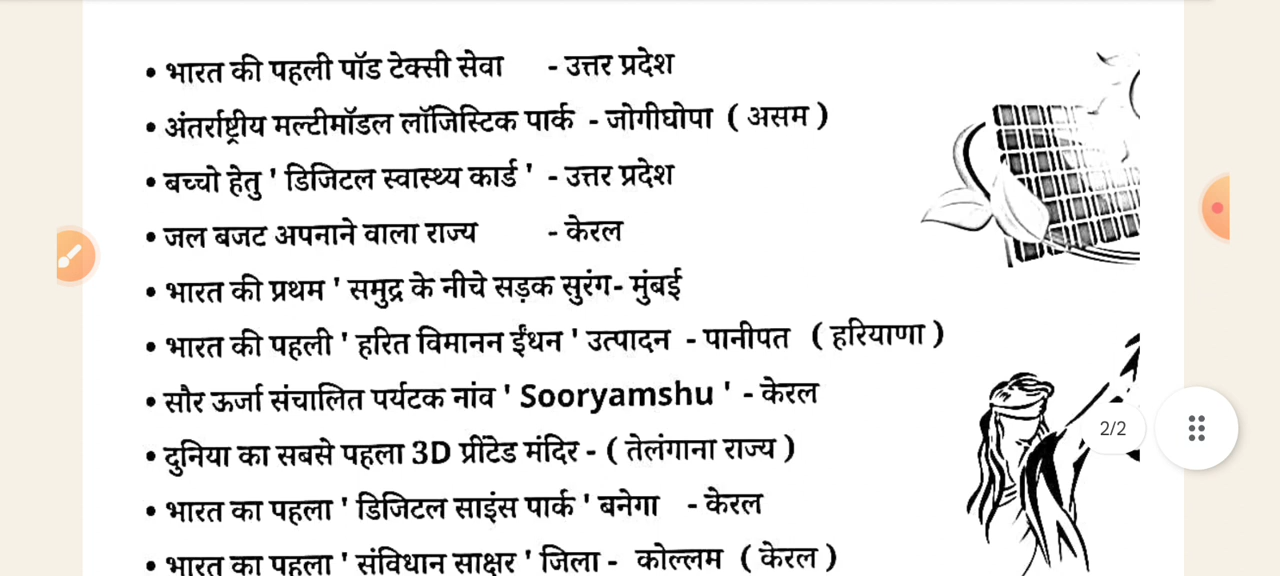 • भारत की पहली पॉड टेक्सी सेवा - उत्तर प्रदेश
• अंतर्राष्ट्रीय मल्टीमॉडल लॉजिस्टिक पार्क - जोगीघोपा ( असम )
• बच्चो हेतु ' डिजिटल स्वास्थ्य कार्ड ' - उत्तर प्रदेश
• जल बजट अपनाने वाला राज्य - केरल
• भारत की प्रथम ' समुद्र के नीचे सड़क सुरंग- मुंबई
• भारत की पहली ' हरित विमानन ईंधन ' उत्पादन - पानीपत ( हरियाणा )
• सौर ऊर्जा संचालित पर्यटक नांव ' Sooryamshu ' - केरल
• दुनिया का सबसे पहला 3D प्रींटेड मंदिर - ( तेलंगाना राज्य )
2/2
• भारत का पहला ' डिजिटल साइंस पार्क ' बनेगा - केरल
• भारत का पहला ' संविधान साक्षर ' जिला - कोल्लम ( केरल )